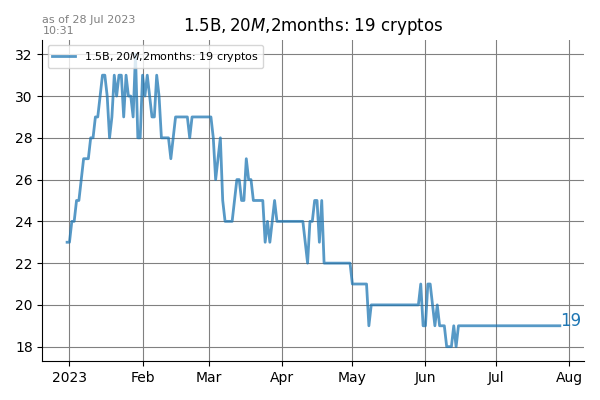 as of 28 Jul 2023
10:31
1.5B, 20M,2months: 19 cryptos
1.5B, 20M,2months: 19 cryptos
32
30
28
26
24
22
20
18
19
2023 Feb Mar Apr May Jun Jul Aug